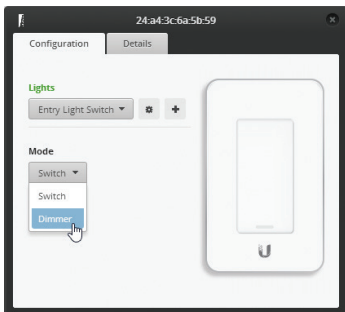 24:a4:3c:6a:5b:59
Configuration Details
Lights
Entry Light Switch
Mode
Switch
Switch
Dimmer